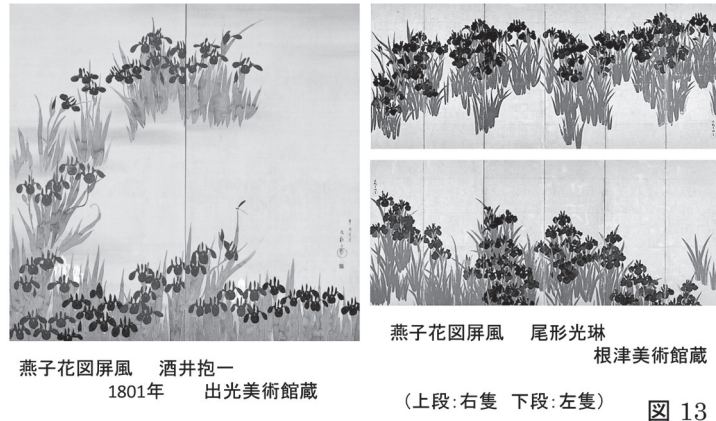 燕子花図屏風　酒井抱一
1801年　出光美術館蔵
燕子花図屏風　尾形光琳
根津美術館蔵
（上段：右隻　下段：左隻）
図 13